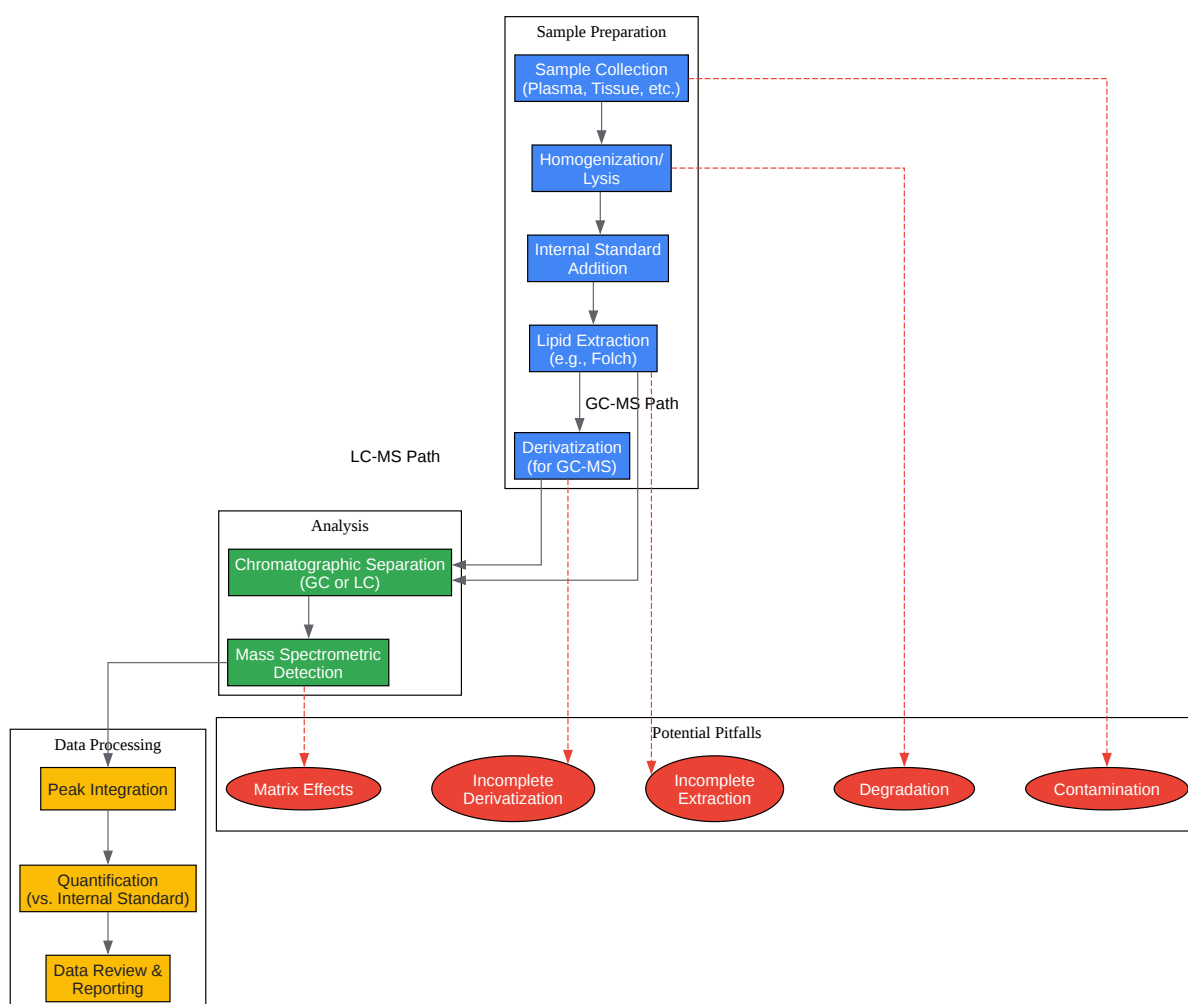 Sample Preparation
Sample Collection
(Plasma, Tissue, etc.)
Homogenization/
Lysis
Internal Standard
Addition
Lipid Extraction
(e.g., Folch)
GC-MS Path
Derivatization
(for GC-MS)
LC-MS Path
Analysis
Chromatographic Separation
(GC or LC)
Mass Spectrometric
Detection
Data Processing
Peak Integration
Quantification
(vs. Internal Standard)
Data Review &
Reporting
Potential Pitfalls
Matrix Effects
Incomplete
Derivatization
Incomplete
Extraction
Degradation
Contamination